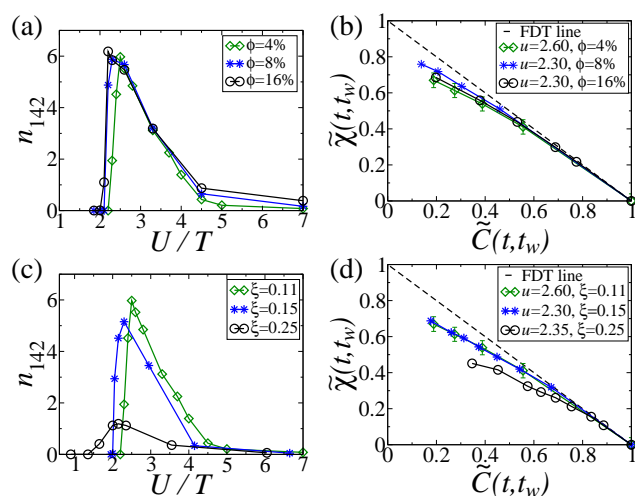 (a)
6
4
2
0
n142
ϕ=4%
ϕ=8%
ϕ=16%
1 2 3 4 5 6 7
U/T
(b)
1
0.8
0.6
0.4
0.2
0
χ̃(t,tw)
FDT line
u=2.60, ϕ=4%
u=2.30, ϕ=8%
u=2.30, ϕ=16%
0 0.2 0.4 0.6 0.8 1
C̃(t,tw)
(c)
6
4
2
0
n142
ξ=0.11
ξ=0.15
ξ=0.25
1 2 3 4 5 6 7
U/T
(d)
1
0.8
0.6
0.4
0.2
0
χ̃(t,tw)
FDT line
u=2.60, ξ=0.11
u=2.30, ξ=0.15
u=2.35, ξ=0.25
0 0.2 0.4 0.6 0.8 1
C̃(t,tw)